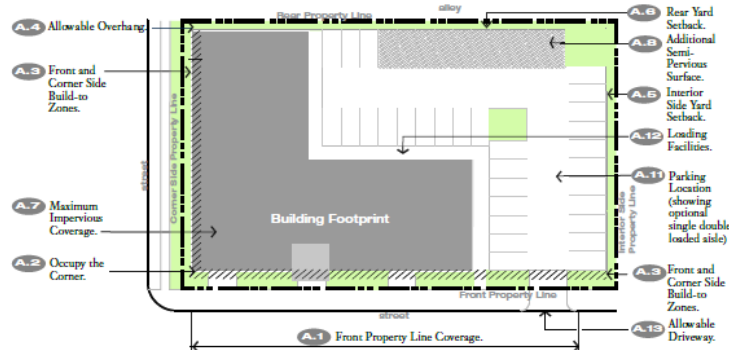 Rear Property Line
alley
A.4 Allowable Overhang.
A.3 Front and
Corner Side
Build-to
Zones.
Corner Side Property Line
street
A.7 Maximum
Impervious
Coverage.
A.2 Occupy the
Corner.
Building Footprint
A.6 Rear Yard
Setback.
A.8 Additional
Semi-
Pervious
Surface.
A.5 Interior
Side Yard
Setback.
A.12 Loading
Facilities.
A.11 Parking
Location
(showing
optional
single double
loaded aisle)
Interior Side
Property Line
A.3 Front and
Corner Side
Build-to
Zones.
Front Property Line
street
A.13 Allowable
Driveway.
A.1 Front Property Line Coverage.